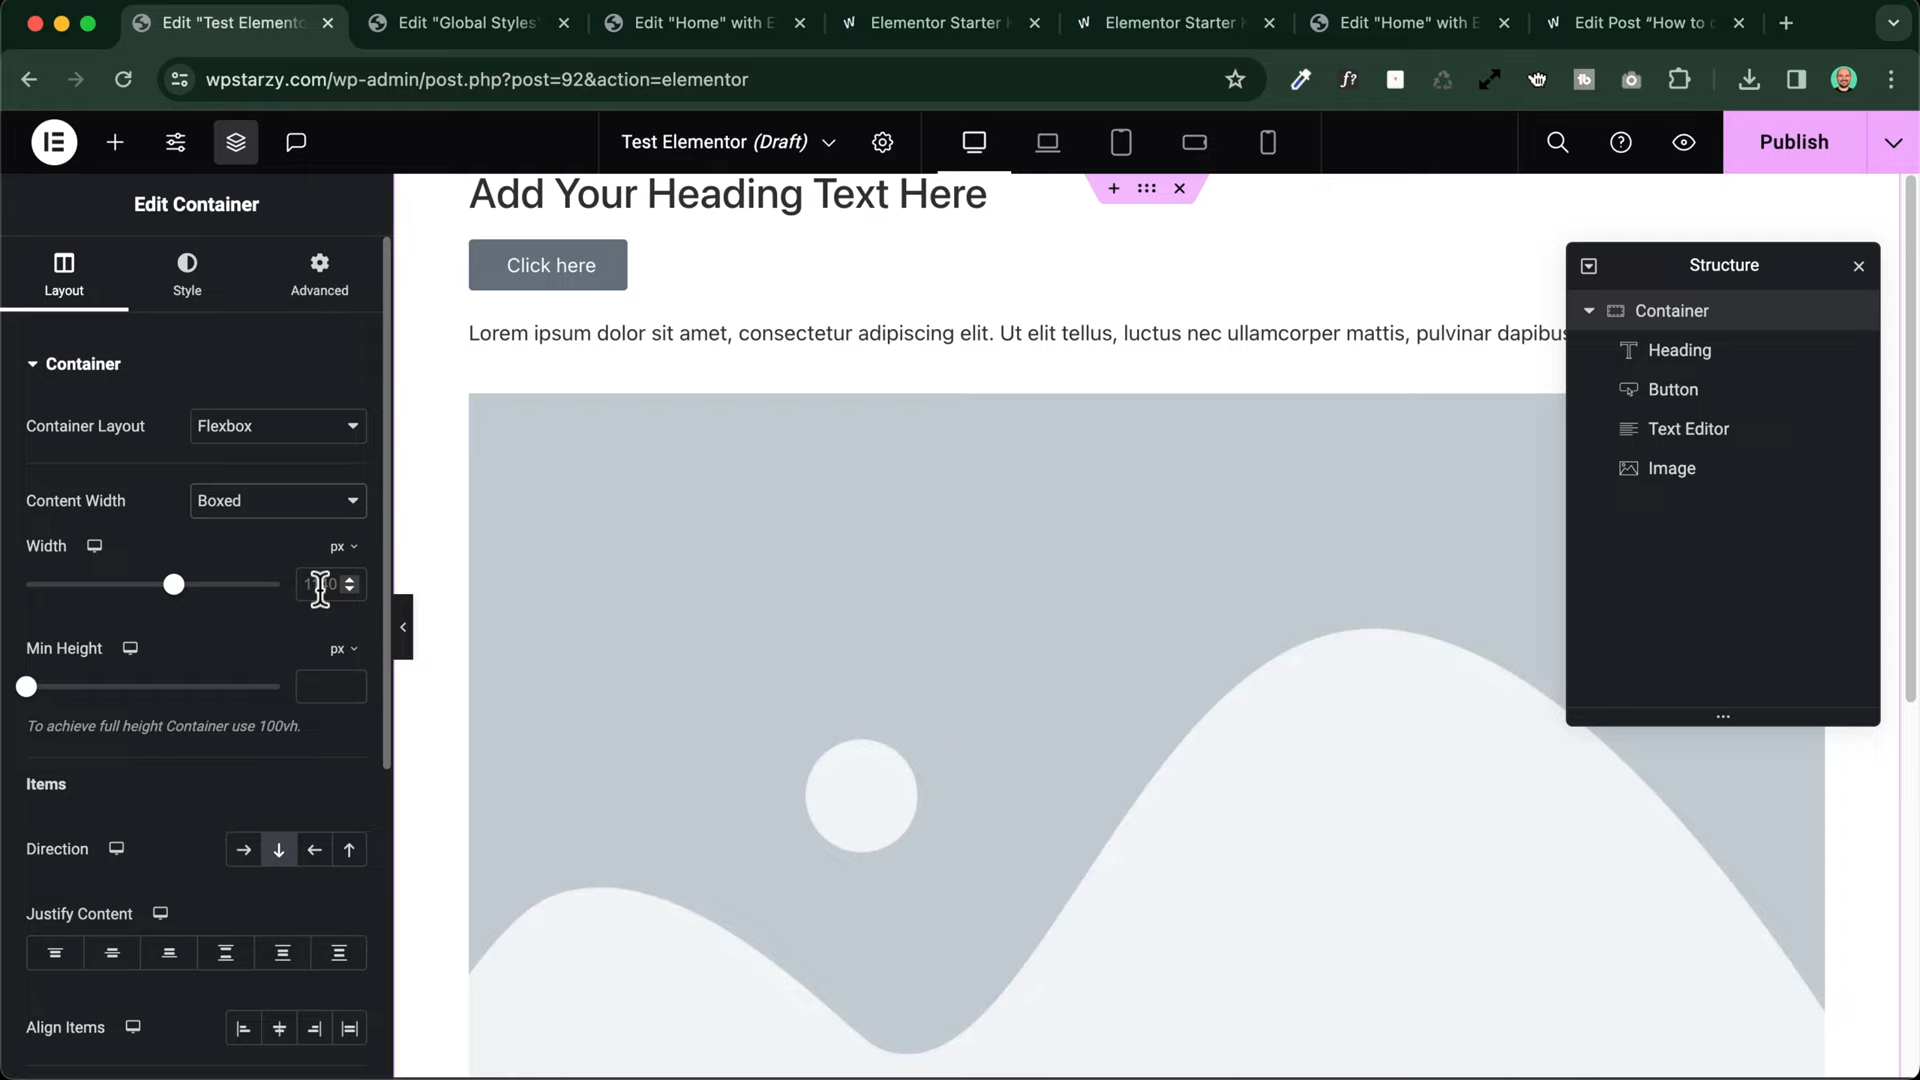 Edit "Test Elemento
Edit "Global Styles"
Edit "Home" with E
Elementor Starter
Elementor Starter
Edit "Home" with E
Edit Post “How to
wpstarzy.com/wp-admin/post.php?post=92&action=elementor
f?
tb
Test Elementor (Draft)
Publish
Edit Container
Layout
Style
Advanced
Container
Container Layout
Flexbox
Content Width
Boxed
Width
px
Min Height
px
To achieve full height Container use 100vh.
Items
Direction
Justify Content
Align Items
Add Your Heading Text Here
Click here
Lorem ipsum dolor sit amet, consectetur adipiscing elit. Ut elit tellus, luctus nec ullamcorper mattis, pulvinar dapibus
Structure
Container
Heading
Button
Text Editor
Image